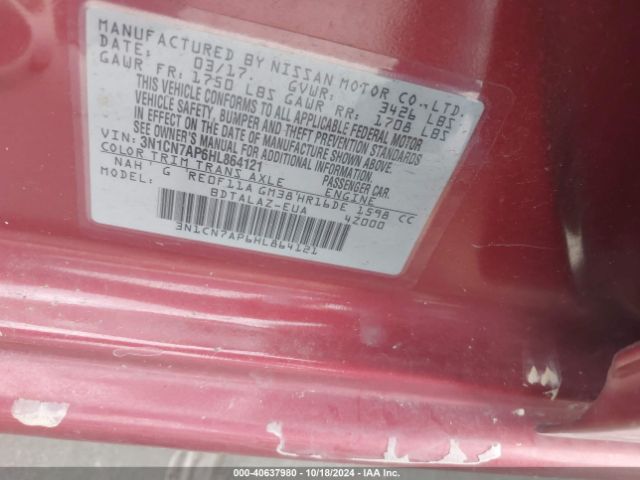 MANUFACTURED BY NISSAN MOTOR CO.,LTD.
DATE: 03/17 GVWR: 3426 LBS
GAWR FR: 1750 LBS GAWR RR: 1708 LBS
THIS VEHICLE CONFORMS TO ALL APPLICABLE FEDERAL MOTOR
VEHICLE SAFETY, BUMPER, AND THEFT PREVENTION STANDARDS
IN EFFECT ON THE DATE OF MANUFACTURE SHOWN ABOVE.
SEE OWNER'S MANUAL FOR ADDITIONAL INFORMATION.
VIN: 3N1CN7AP6HL864121 PASSENGER CAR
COLOR TRIM TRANS AXLE ENGINE
NAH G RE0F11A GM38 HR16DE 1598 CC
MODEL: BDTALAZ-EUA 42000
3N1CN7AP6HL864121
000-40637980 - 10/18/2024 - IAA Inc.